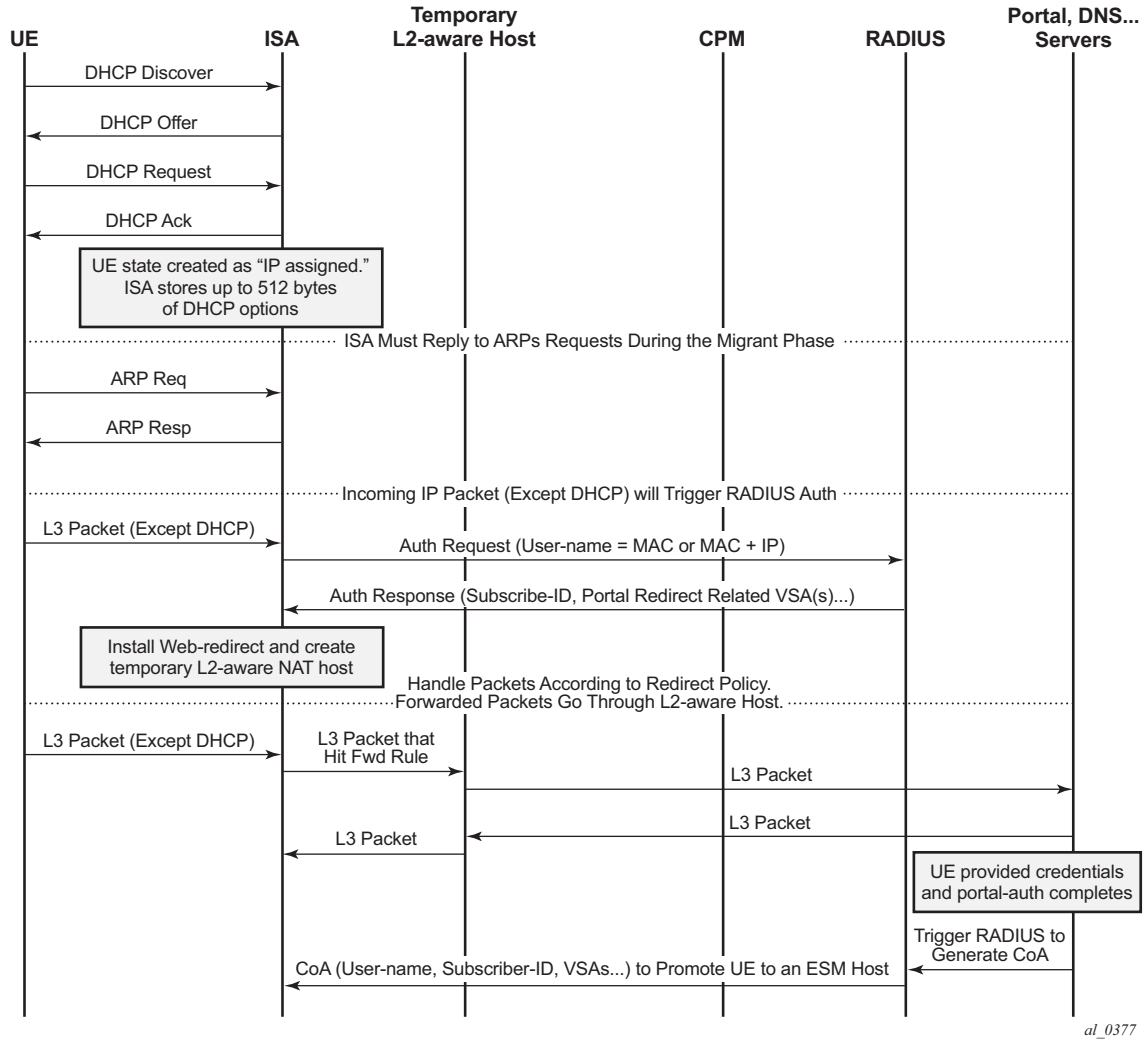 UE
ISA
Temporary
L2-aware Host
CPM
RADIUS
Portal, DNS...
Servers
DHCP Discover
DHCP Offer
DHCP Request
DHCP Ack
UE state created as “IP assigned.”
ISA stores up to 512 bytes
of DHCP options
ISA Must Reply to ARPs Requests During the Migrant Phase
ARP Req
ARP Resp
Incoming IP Packet (Except DHCP) will Trigger RADIUS Auth
L3 Packet (Except DHCP)
Auth Request (User-name = MAC or MAC + IP)
Auth Response (Subscribe-ID, Portal Redirect Related VSA(s)...)
Install Web-redirect and create
temporary L2-aware NAT host
Handle Packets According to Redirect Policy.
Forwarded Packets Go Through L2-aware Host.
L3 Packet (Except DHCP)
L3 Packet that
Hit Fwd Rule
L3 Packet
L3 Packet
L3 Packet
UE provided credentials
and portal-auth completes
Trigger RADIUS to
Generate CoA
CoA (User-name, Subscriber-ID, VSAs...) to Promote UE to an ESM Host
al_0377